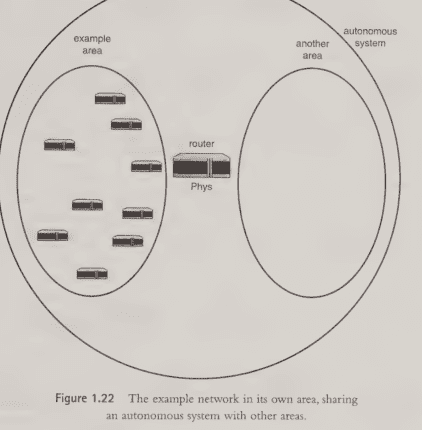 example
area
another
area
autonomous
system
router
Phys
Figure 1.22 The example network in its own area, sharing
an autonomous system with other areas.